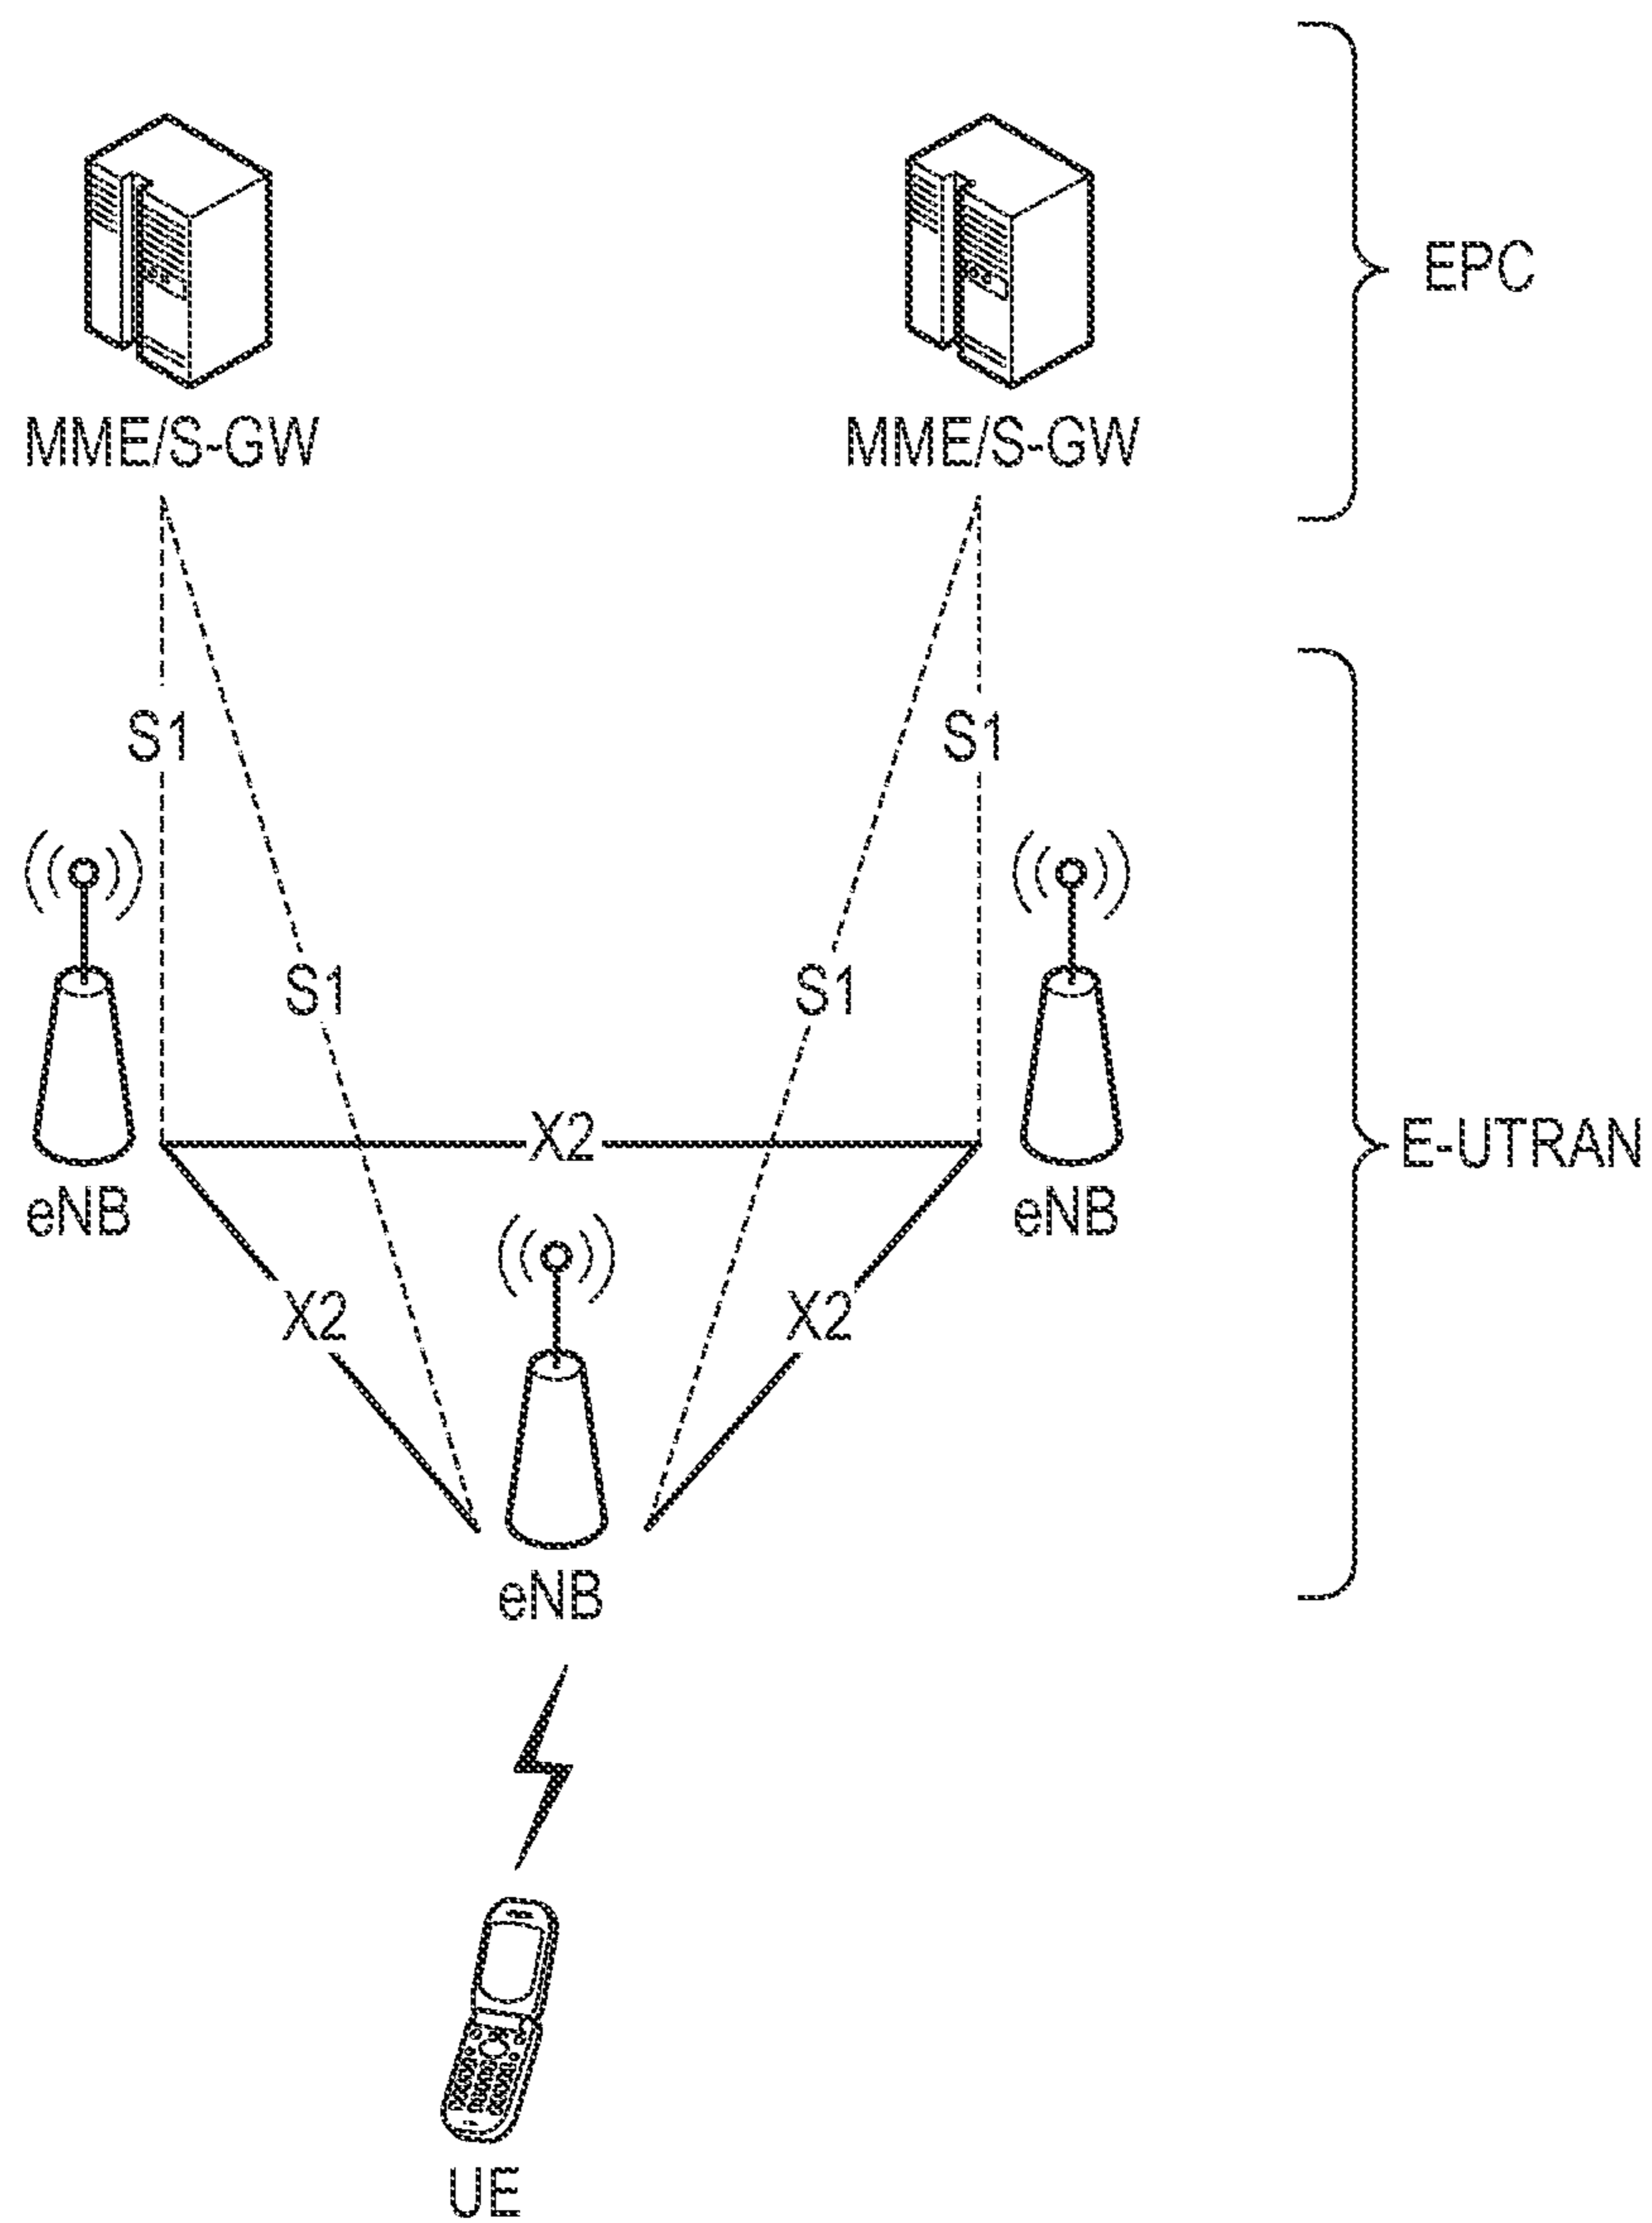 EPC
MME/S-GW
MME/S-GW
S1
S1
S1
S1
X2
E-UTRAN
eNB
eNB
X2
X2
eNB
UE